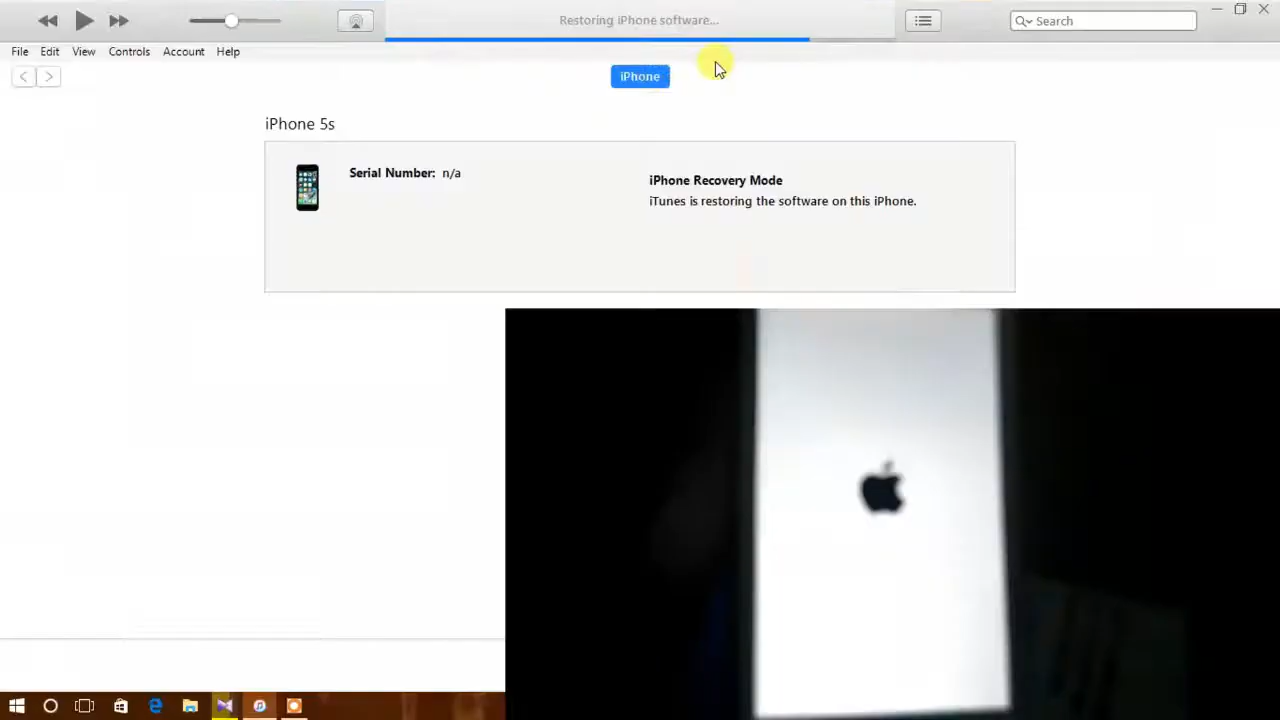 Restoring iPhone software...
Search
File Edit View Controls Account Help
iPhone
iPhone 5s
Serial Number: n/a
iPhone Recovery Mode
iTunes is restoring the software on this iPhone.